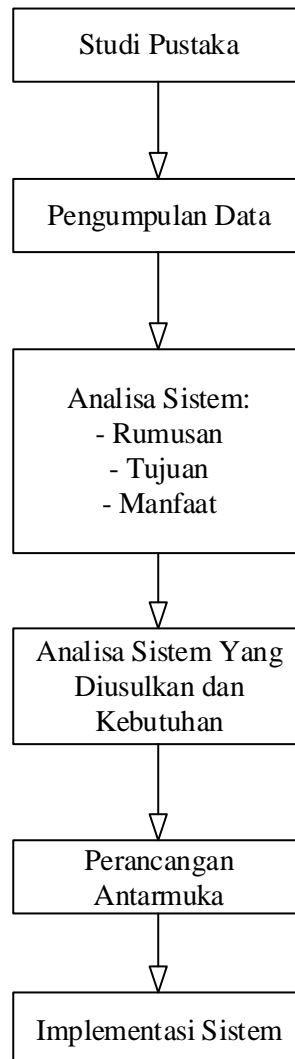 Studi Pustaka
Pengumpulan Data
Analisa Sistem:
- Rumusan
- Tujuan
- Manfaat
Analisa Sistem Yang
Diusulkan dan
Kebutuhan
Perancangan
Antarmuka
Implementasi Sistem